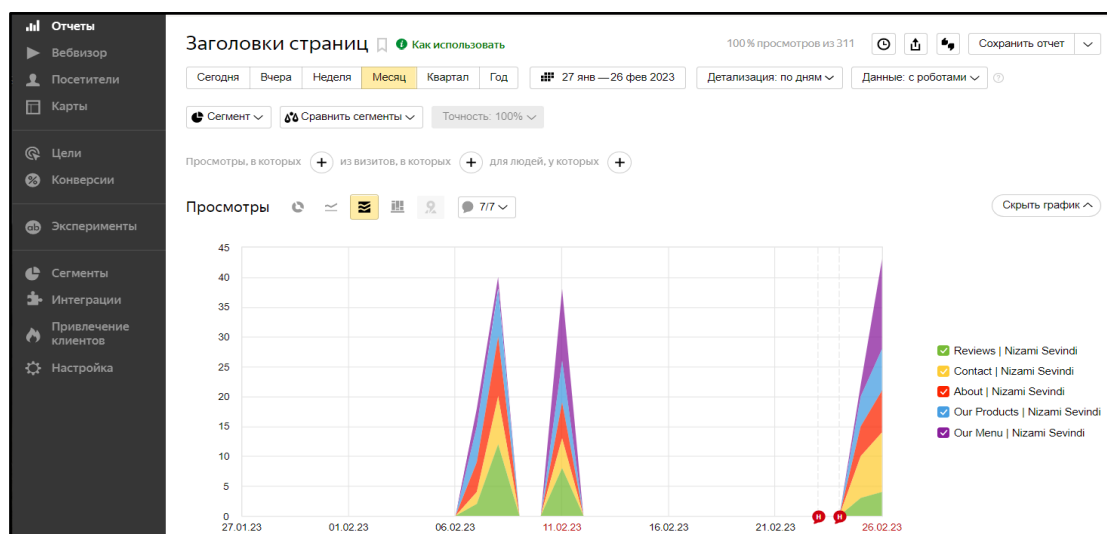 Отчеты
Вебвизор
Посетители
Карты
Цели
Конверсии
Эксперименты
Сегменты
Интеграции
Привлечение
клиентов
Настройка
Заголовки страниц
Как использовать
100 % просмотров из 311
Сохранить отчет
Сегодня Вчера Неделя Месяц Квартал Год 27 янв — 26 фев 2023 Детализация: по дням Данные: с роботами
Сегмент Сравнить сегменты Точность: 100%
Просмотры, в которых + из визитов, в которых + для людей, у которых +
Просмотры 7/7 Скрыть график
45
40
35
30
25
20
15
10
5
0
27.01.23 01.02.23 06.02.23 11.02.23 16.02.23 21.02.23 26.02.23
Н Н
Reviews | Nizami Sevindi
Contact | Nizami Sevindi
About | Nizami Sevindi
Our Products | Nizami Sevindi
Our Menu | Nizami Sevindi